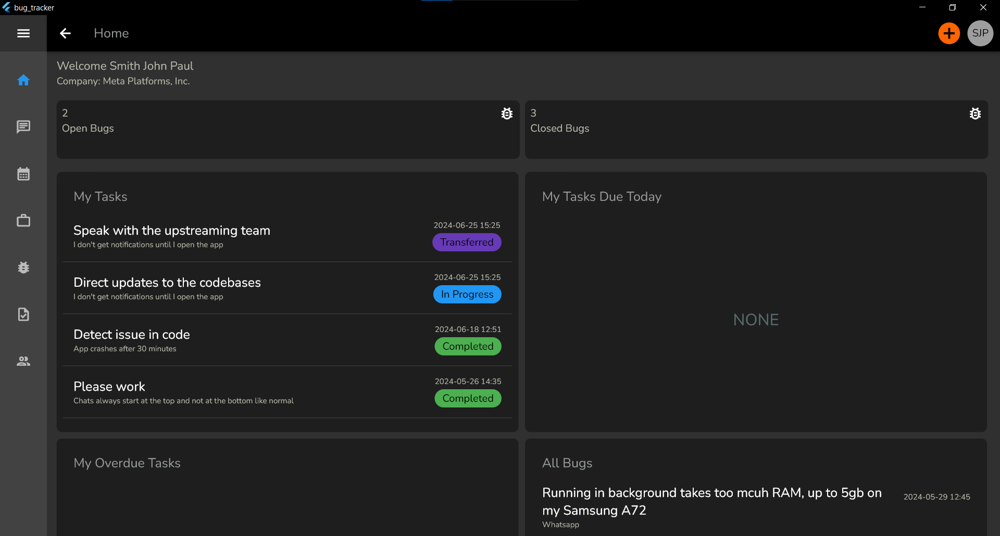 bug_tracker
Home
SJP
Welcome Smith John Paul
Company: Meta Platforms, Inc.
2
Open Bugs
3
Closed Bugs
My Tasks
Speak with the upstreaming team
I don't get notifications until I open the app
2024-06-25 15:25
Transferred
Direct updates to the codebases
I don't get notifications until I open the app
2024-06-25 15:25
In Progress
Detect issue in code
App crashes after 30 minutes
2024-06-18 12:51
Completed
Please work
Chats always start at the top and not at the bottom like normal
2024-05-26 14:35
Completed
My Tasks Due Today
NONE
My Overdue Tasks
All Bugs
Running in background takes too mcuh RAM, up to 5gb on
my Samsung A72
Whatsapp
2024-05-29 12:45